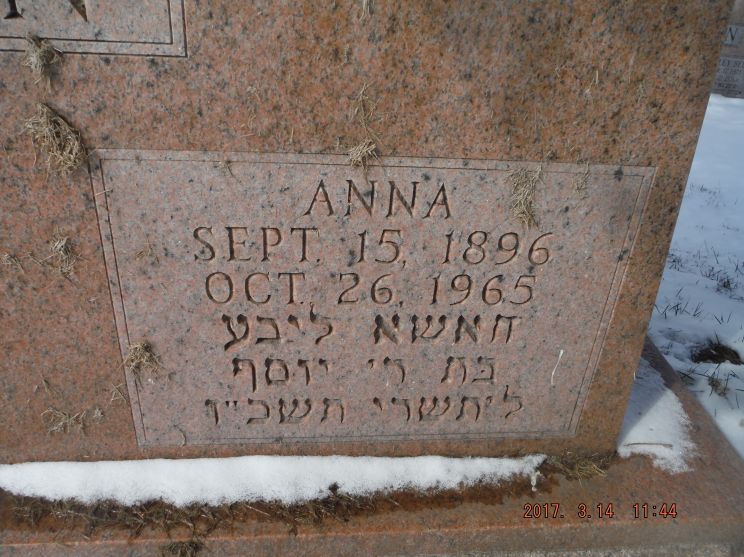 ANNA
SEPT. 15, 1896
OCT. 26, 1965
חאשא ליבע
בת ר' יוסף
ל'תשרי תשכ"ו
2017. 3.14 11:44